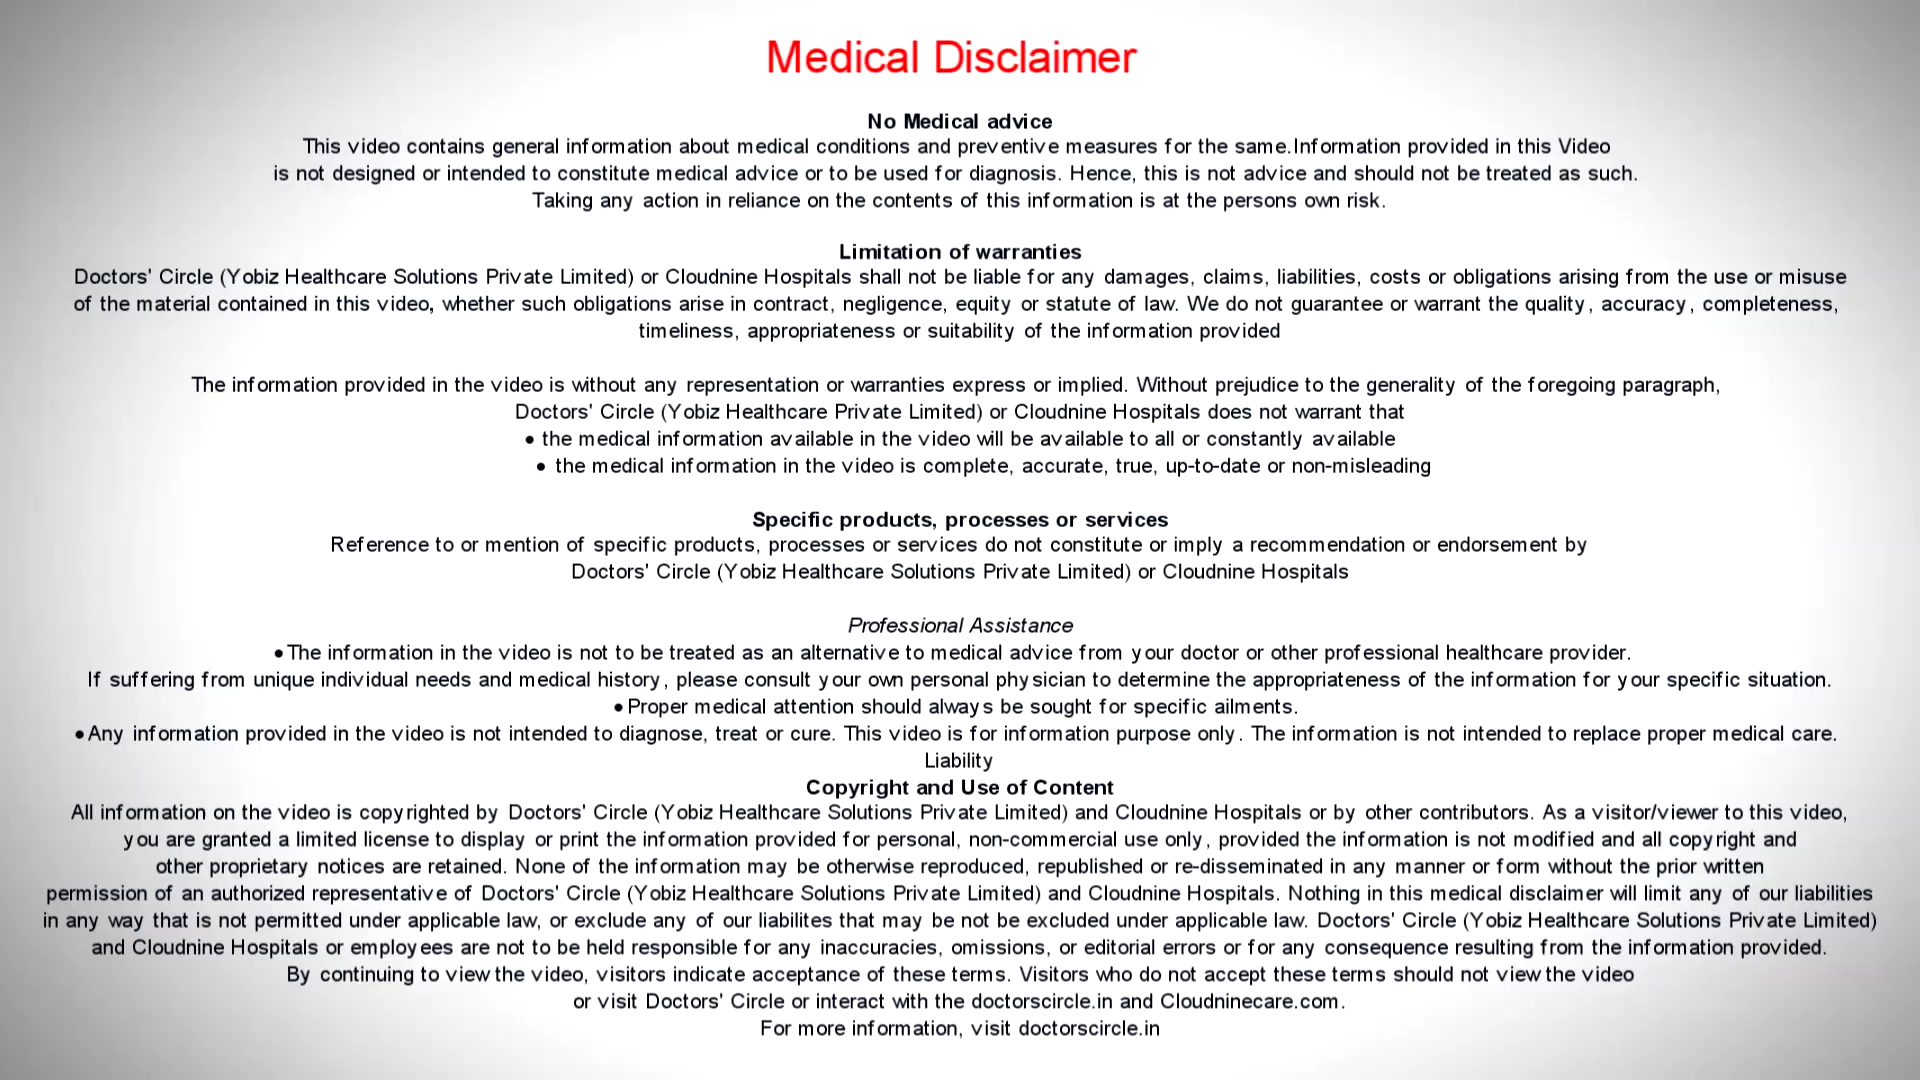 Medical Disclaimer
No Medical advice
This video contains general information about medical conditions and preventive measures for the same.Information provided in this Video
is not designed or intended to constitute medical advice or to be used for diagnosis. Hence, this is not advice and should not be treated as such.
Taking any action in reliance on the contents of this information is at the persons own risk.
Limitation of warranties
Doctors' Circle (Yobiz Healthcare Solutions Private Limited) or Cloudnine Hospitals shall not be liable for any damages, claims, liabilities, costs or obligations arising from the use or misuse
of the material contained in this video, whether such obligations arise in contract, negligence, equity or statute of law. We do not guarantee or warrant the quality, accuracy, completeness,
timeliness, appropriateness or suitability of the information provided
The information provided in the video is without any representation or warranties express or implied. Without prejudice to the generality of the foregoing paragraph,
Doctors' Circle (Yobiz Healthcare Private Limited) or Cloudnine Hospitals does not warrant that
• the medical information available in the video will be available to all or constantly available
• the medical information in the video is complete, accurate, true, up-to-date or non-misleading
Specific products, processes or services
Reference to or mention of specific products, processes or services do not constitute or imply a recommendation or endorsement by
Doctors' Circle (Yobiz Healthcare Solutions Private Limited) or Cloudnine Hospitals
Professional Assistance
•The information in the video is not to be treated as an alternative to medical advice from your doctor or other professional healthcare provider.
If suffering from unique individual needs and medical history, please consult your own personal physician to determine the appropriateness of the information for your specific situation.
•Proper medical attention should always be sought for specific ailments.
•Any information provided in the video is not intended to diagnose, treat or cure. This video is for information purpose only. The information is not intended to replace proper medical care.
Liability
Copyright and Use of Content
All information on the video is copyrighted by Doctors' Circle (Yobiz Healthcare Solutions Private Limited) and Cloudnine Hospitals or by other contributors. As a visitor/viewer to this video,
you are granted a limited license to display or print the information provided for personal, non-commercial use only, provided the information is not modified and all copyright and
other proprietary notices are retained. None of the information may be otherwise reproduced, republished or re-disseminated in any manner or form without the prior written
permission of an authorized representative of Doctors' Circle (Yobiz Healthcare Solutions Private Limited) and Cloudnine Hospitals. Nothing in this medical disclaimer will limit any of our liabilities
in any way that is not permitted under applicable law, or exclude any of our liabilites that may be not be excluded under applicable law. Doctors' Circle (Yobiz Healthcare Solutions Private Limited)
and Cloudnine Hospitals or employees are not to be held responsible for any inaccuracies, omissions, or editorial errors or for any consequence resulting from the information provided.
By continuing to view the video, visitors indicate acceptance of these terms. Visitors who do not accept these terms should not view the video
or visit Doctors' Circle or interact with the doctorscircle.in and Cloudninecare.com.
For more information, visit doctorscircle.in